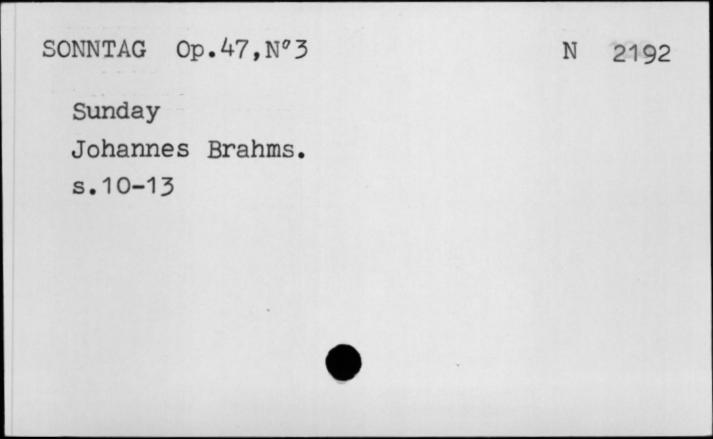 SONNTAG Op.47,Nº3 N 2192
Sunday
Johannes Brahms.
s.10-13